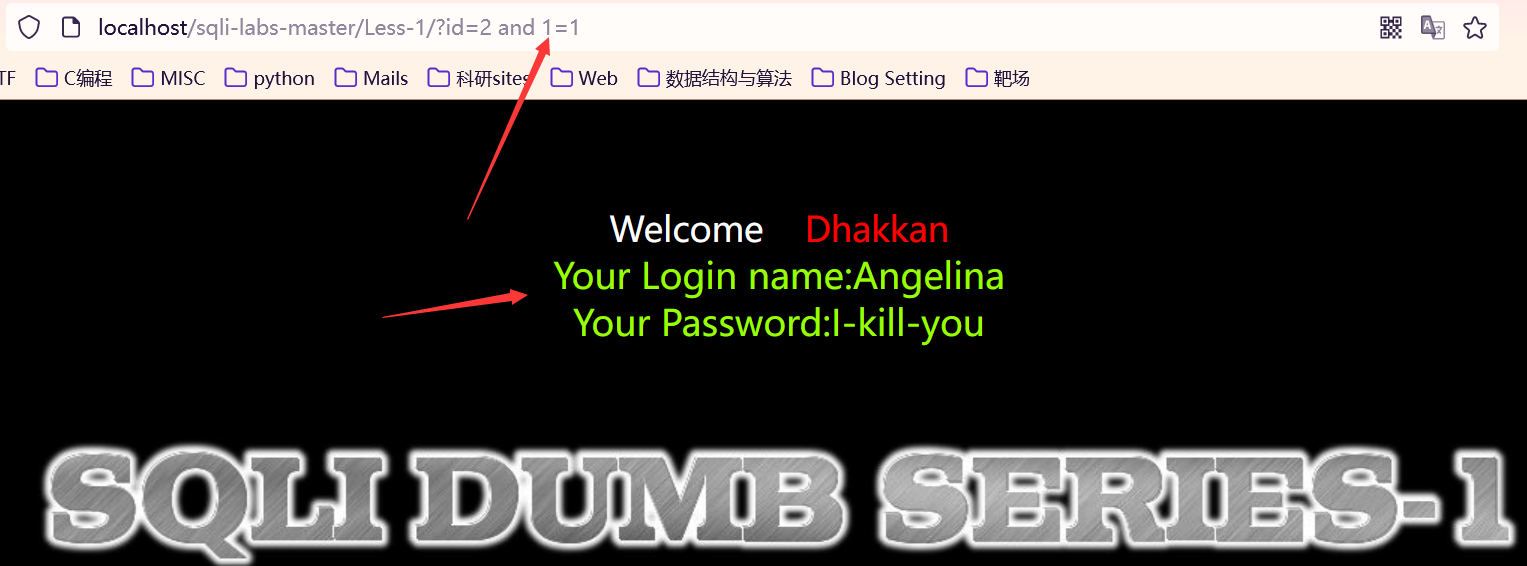 localhost/sqli-labs-master/Less-1/?id=2 and 1=1
TF C编程 MISC python Mails 科研sites Web 数据结构与算法 Blog Setting 靶场
Welcome Dhakkan
Your Login name:Angelina
Your Password:I-kill-you
SQLI DUMB SERIES-1